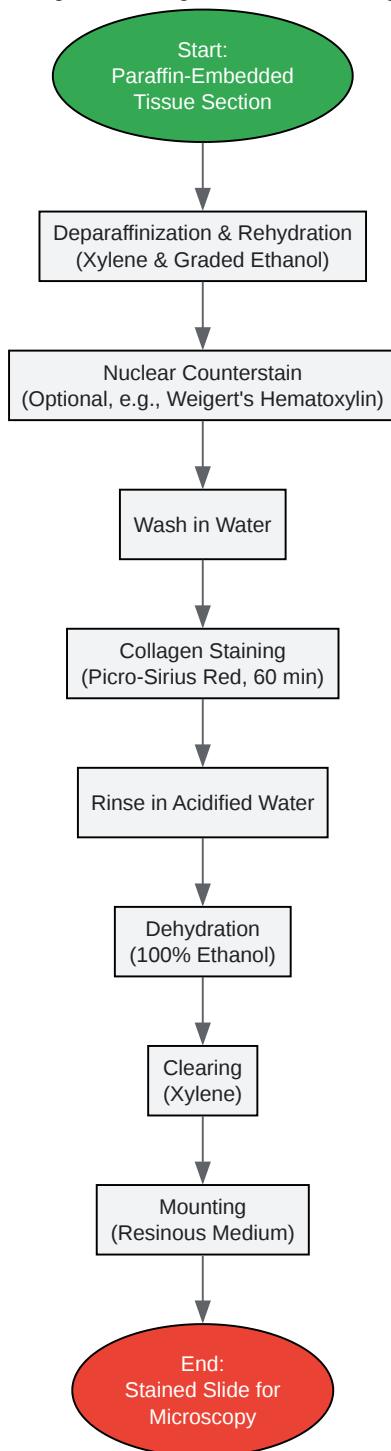 Start:
Paraffin-Embedded
Tissue Section
Deparaffinization & Rehydration
(Xylene & Graded Ethanol)
Nuclear Counterstain
(Optional, e.g., Weigert's Hematoxylin)
Wash in Water
Collagen Staining
(Picro-Sirius Red, 60 min)
Rinse in Acidified Water
Dehydration
(100% Ethanol)
Clearing
(Xylene)
Mounting
(Resinous Medium)
End:
Stained Slide for
Microscopy